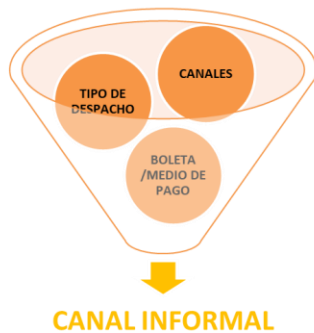 CANALES
TIPO DE
DESPACHO
BOLETA
/MEDIO DE
PAGO
CANAL INFORMAL